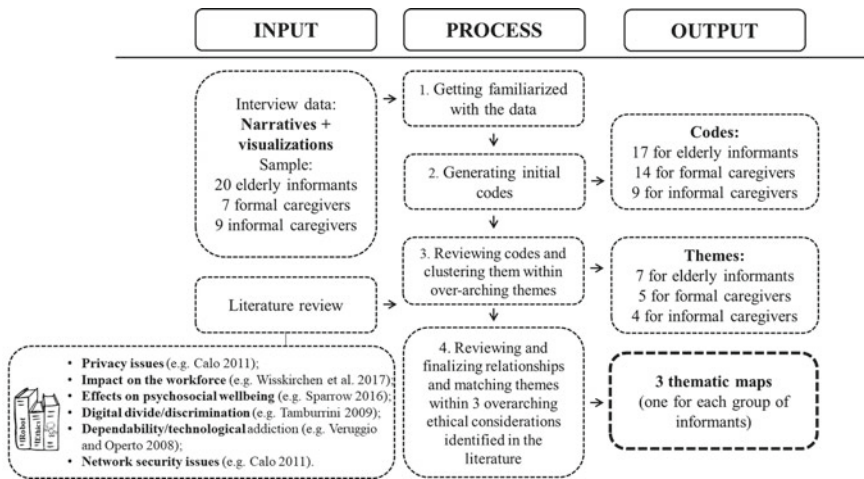 INPUT
PROCESS
OUTPUT
Interview data:
Narratives +
visualizations
Sample:
20 elderly informants
7 formal caregivers
9 informal caregivers
1. Getting familiarized
with the data
2. Generating initial
codes
Codes:
17 for elderly informants
14 for formal caregivers
9 for informal caregivers
3. Reviewing codes and
clustering them within
over-arching themes
Themes:
7 for elderly informants
5 for formal caregivers
4 for informal caregivers
Literature review
• Privacy issues (e.g. Calo 2011);
• Impact on the workforce (e.g. Wisskirchen et al. 2017);
• Effects on psychosocial wellbeing (e.g. Sparrow 2016);
• Digital divide/discrimination (e.g. Tamburrini 2009);
• Dependability/technological addiction (e.g. Veruggio
and Operto 2008);
• Network security issues (e.g. Calo 2011).
Robot
Ethics
4. Reviewing and
finalizing relationships
and matching themes
within 3 overarching
ethical considerations
identified in the
literature
3 thematic maps
(one for each group of
informants)